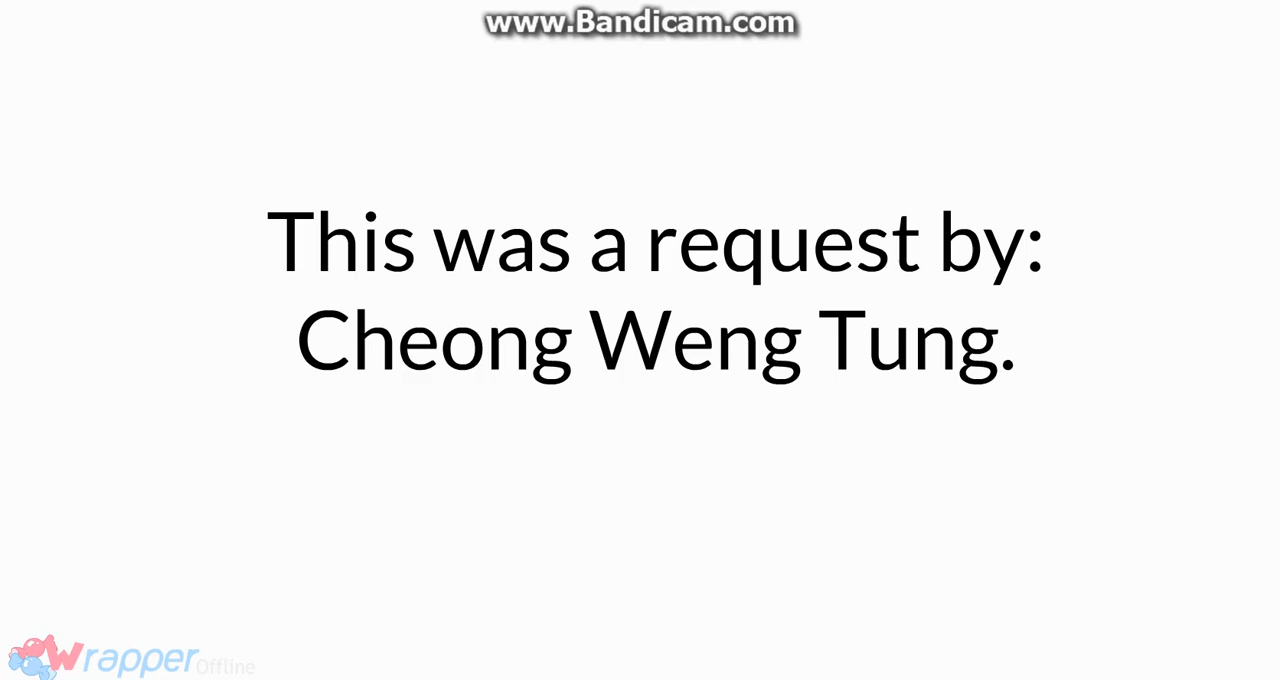 www.Bandicam.com
This was a request by:
Cheong Weng Tung.
Wrapper Offline